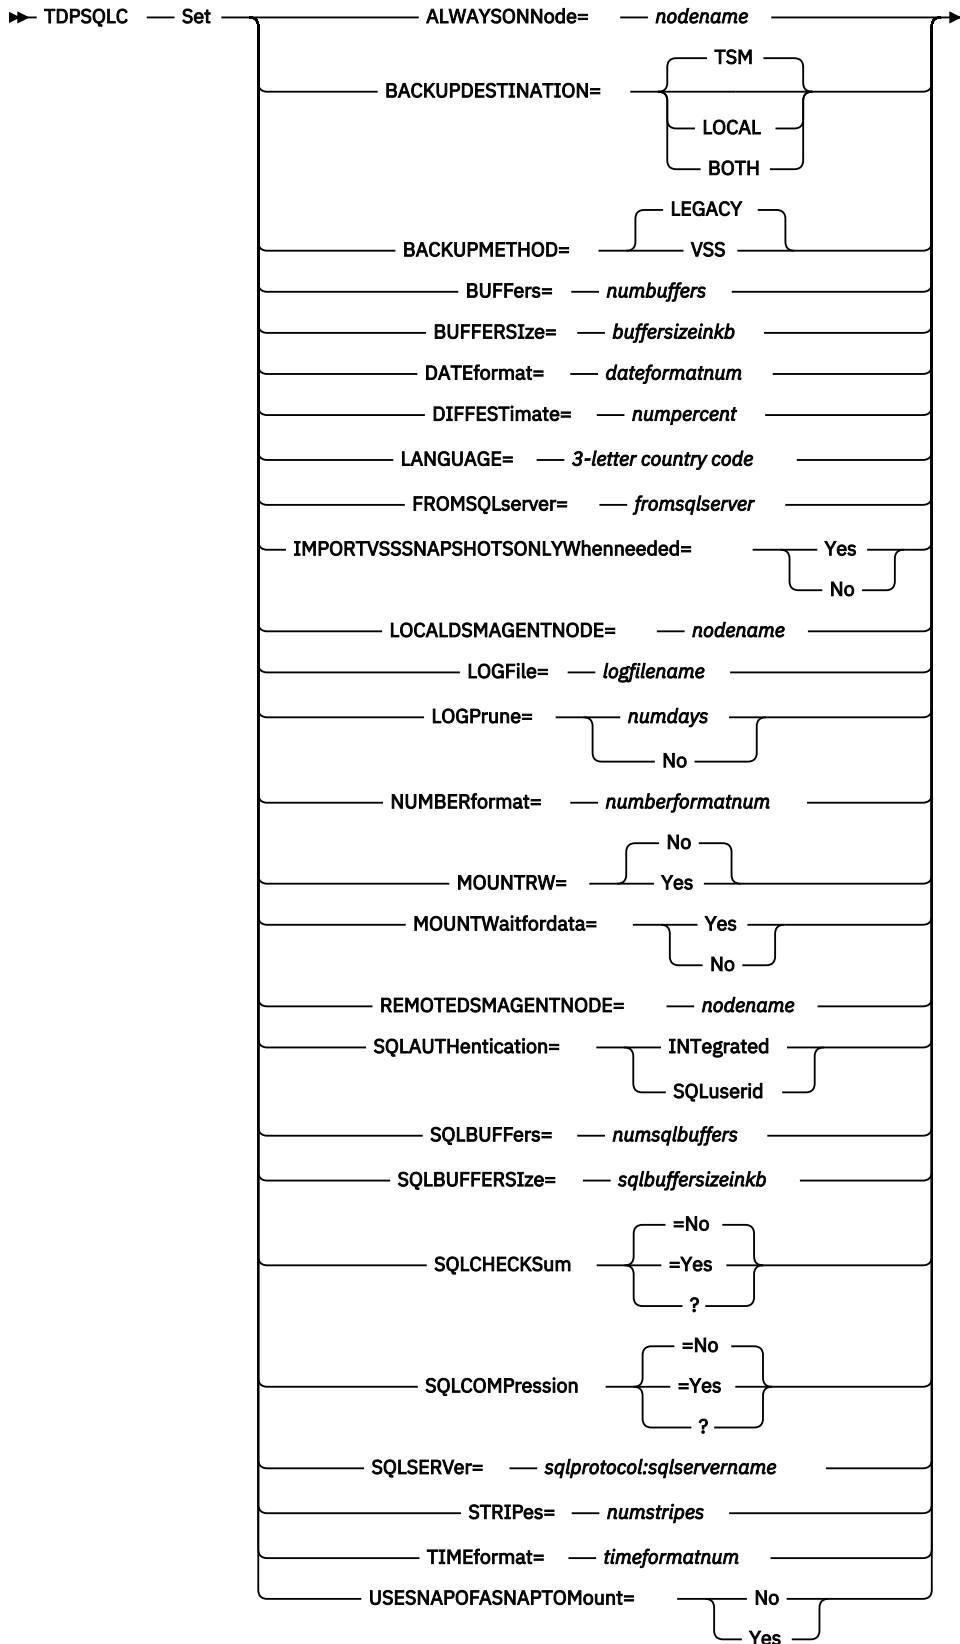 TDPSQLC Set ALWAYSONNode= nodename
TSM
BACKUPDESTINATION=
LOCAL
BOTH
LEGACY
BACKUPMETHOD= VSS
BUFFers= numbuffers
BUFFERSIze= buffersizeinkb
DATEformat= dateformatnum
DIFFESTimate= numpercent
LANGUAGE= 3-letter country code
FROMSQLserver= fromsqlserver
IMPORTVSSSNAPSHOTSONLYWhenneeded= Yes
No
LOCALDSMAGENTNODE= nodename
LOGFile= logfilename
LOGPrune= numdays
No
NUMBERformat= numberformatnum
No
MOUNTRW= Yes
MOUNTWaitfordata= Yes
No
REMOTEDSMAGENTNODE= nodename
SQLAUTHentication= INTegrated
SQLuserid
SQLBUFFers= numsqlbuffers
SQLBUFFERSIze= sqlbuffersizeinkb
=No
SQLCHECKSum =Yes
?
=No
SQLCOMPression =Yes
?
SQLSERVer= sqlprotocol:sqlservername
STRIPes= numstripes
TIMEformat= timeformatnum
USESNAPOFASNAPTOMount= No
Yes